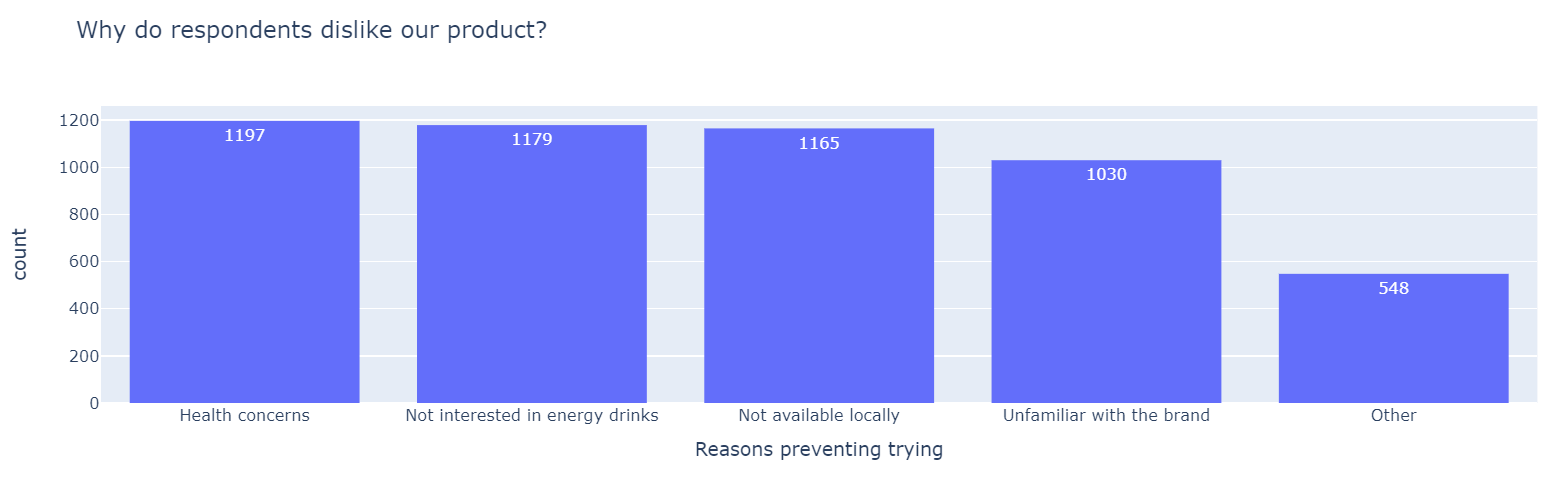 Why do respondents dislike our product?
1200
1000
800
600
400
200
0
count
1197
1179
1165
1030
548
Health concerns
Not interested in energy drinks
Not available locally
Unfamiliar with the brand
Other
Reasons preventing trying